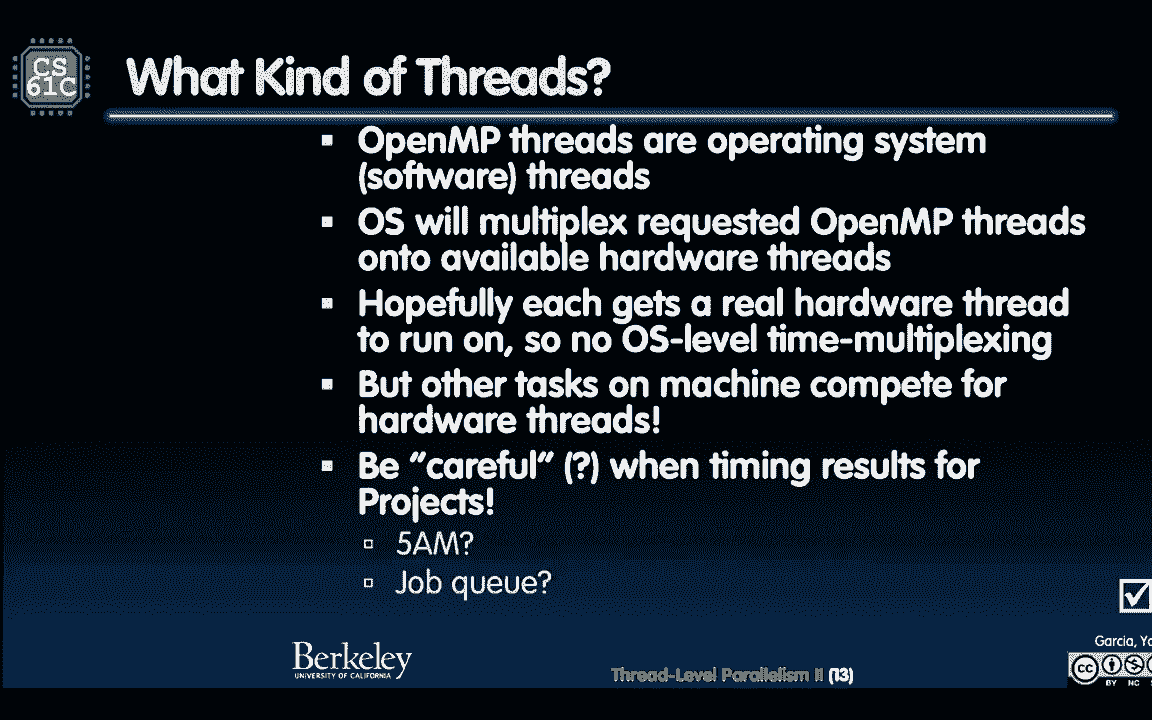 CS
61C
What Kind of Threads?
OpenMP threads are operating system
(software) threads
OS will multiplex requested OpenMP threads
onto available hardware threads
Hopefully each gets a real hardware thread
to run on, so no OS-level time-multiplexing
But other tasks on machine compete for
hardware threads!
Be "careful" (?) when timing results for
Projects!
5AM?
Job queue?
Berkeley
UNIVERSITY OF CALIFORNIA
Thread-Level Parallelism II (13)
Garcia,
cc
BY NC